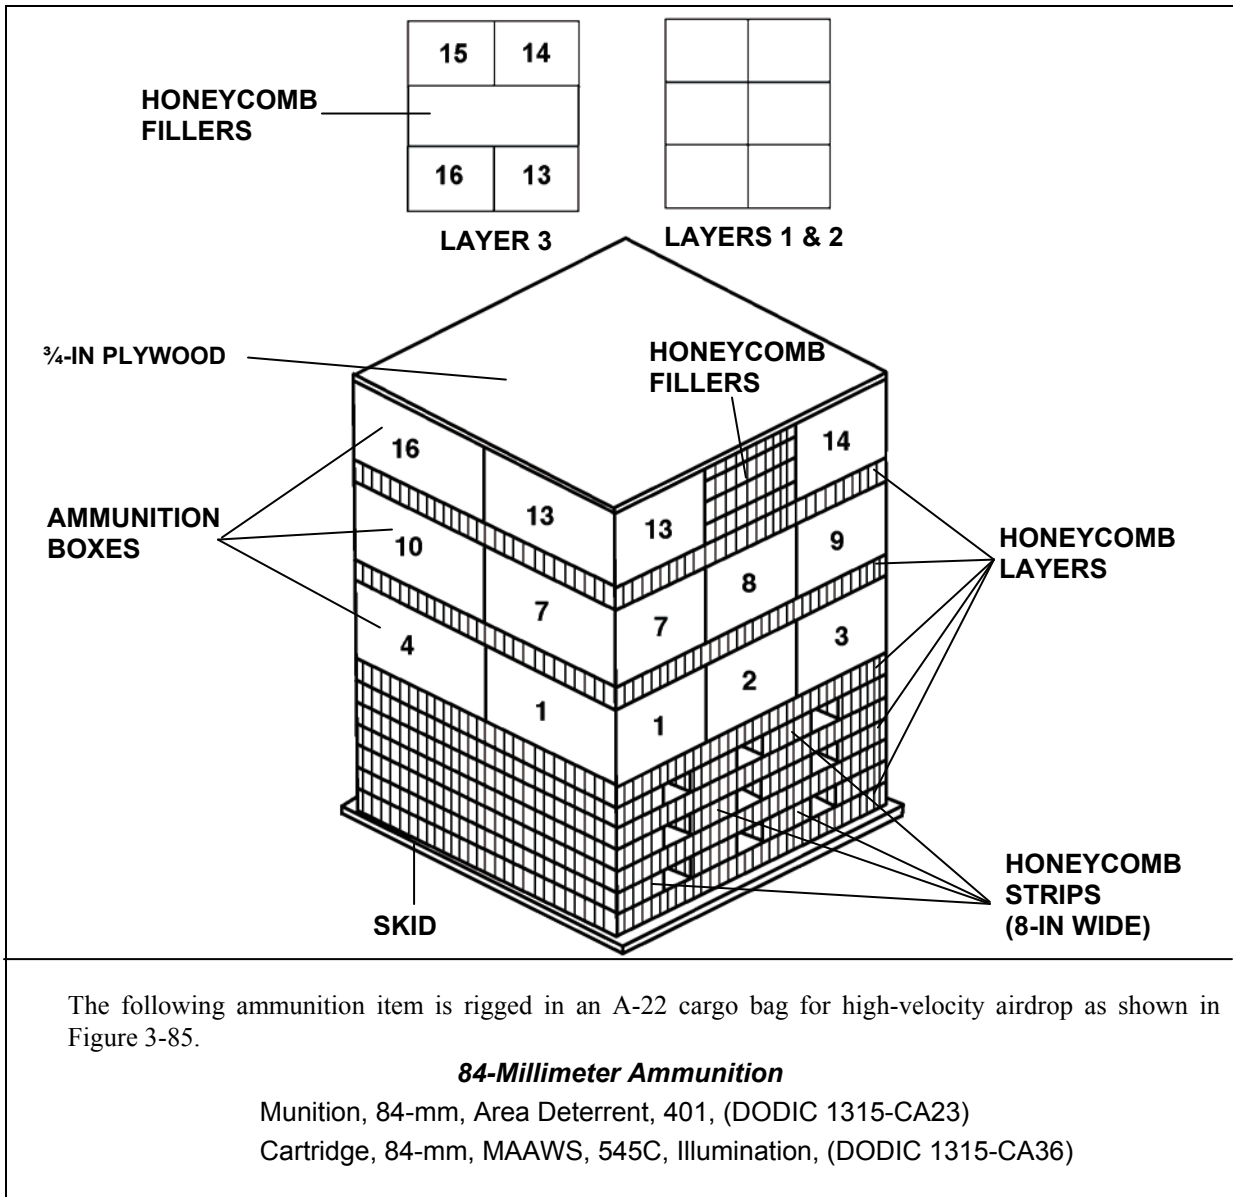 15 14
HONEYCOMB
FILLERS
16 13
LAYER 3
LAYERS 1 & 2
¾-IN PLYWOOD
HONEYCOMB
FILLERS
16
14
13
13
AMMUNITION
BOXES
10
9
HONEYCOMB
LAYERS
8
7
7
4
3
2
1
1
HONEYCOMB
STRIPS
(8-IN WIDE)
SKID
The following ammunition item is rigged in an A-22 cargo bag for high-velocity airdrop as shown in
Figure 3-85.
84-Millimeter Ammunition
Munition, 84-mm, Area Deterrent, 401, (DODIC 1315-CA23)
Cartridge, 84-mm, MAAWS, 545C, Illumination, (DODIC 1315-CA36)